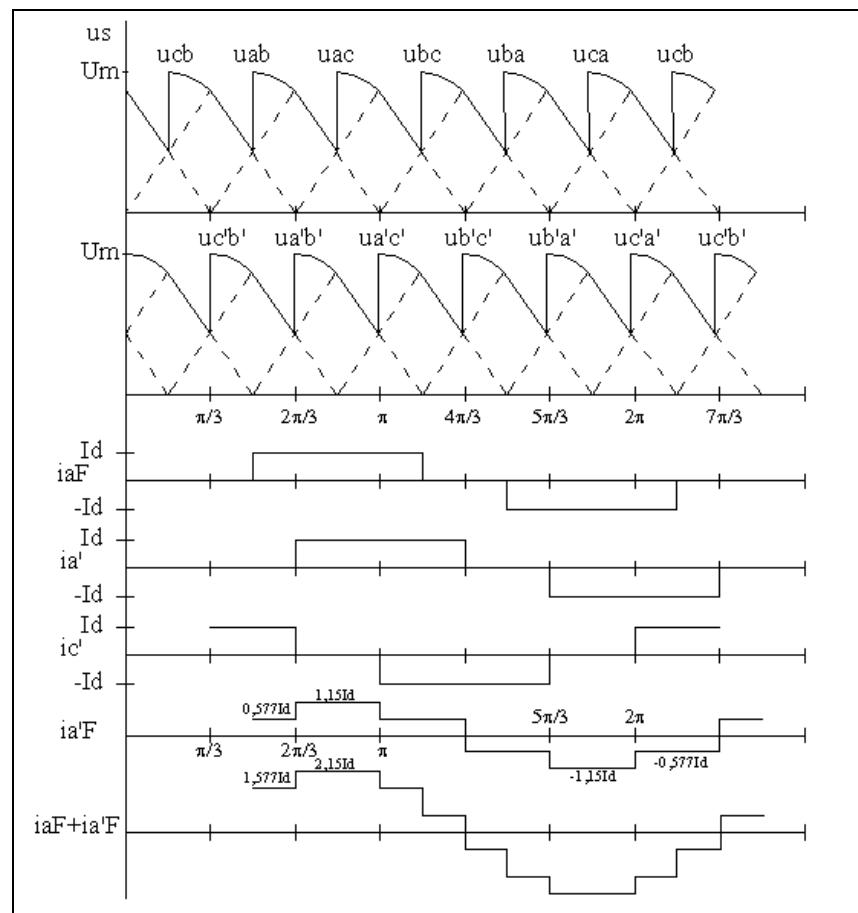 us
ucb uab uac ubc uba uca ucb
Um
uc'b' ua'b' ua'c' ub'c' ub'a' uc'a' uc'b'
Um
π/3 2π/3 π 4π/3 5π/3 2π 7π/3
Id
iaF
-Id
Id
ia'
-Id
Id
ic'
-Id
0,577Id 1,15Id
ia'F
5π/3 2π
π/3 2π/3 π
-1,15Id -0,577Id
1,577Id 2,15Id
iaF+ia'F